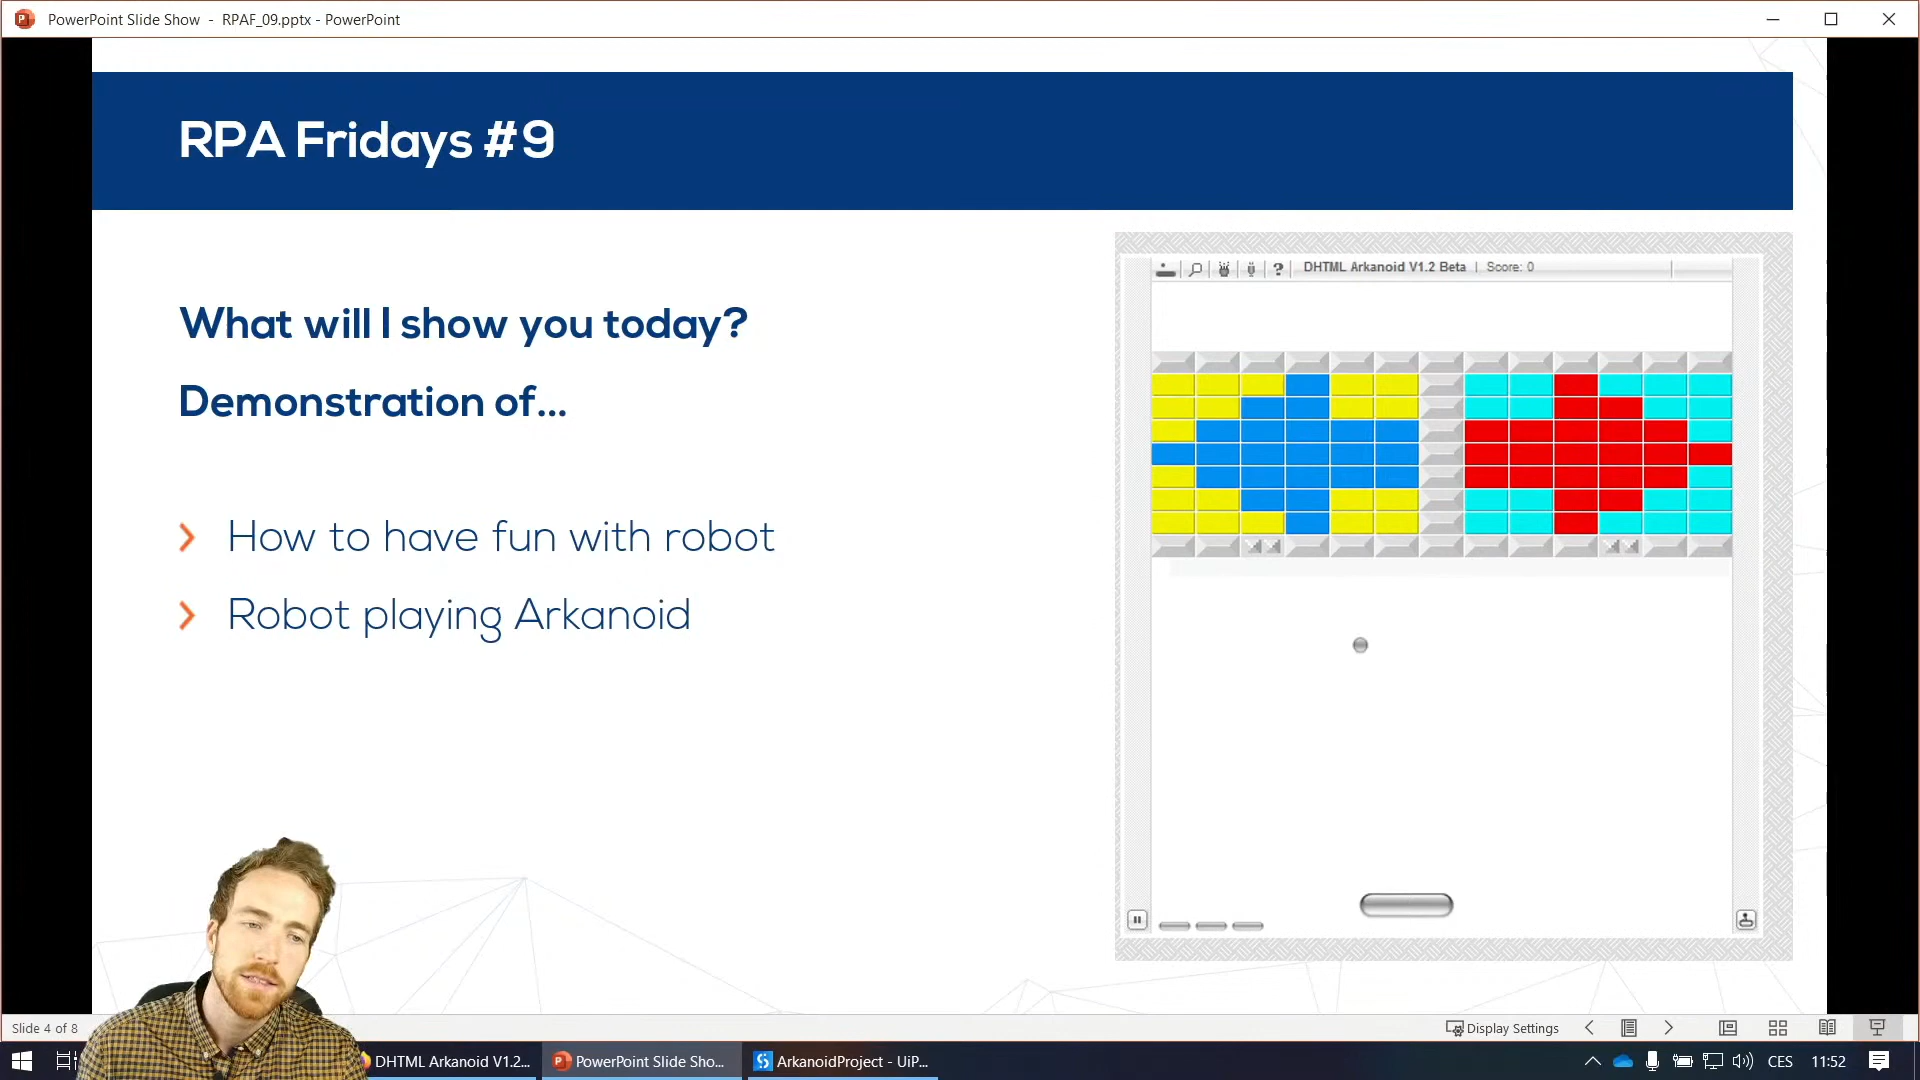 PowerPoint Slide Show - RPAF_09.pptx - PowerPoint
RPA Fridays #9
What will I show you today?
Demonstration of...
How to have fun with robot
Robot playing Arkanoid
DHTML Arkanoid V1.2 Beta | Score: 0
Slide 4 of 8
Display Settings
DHTML Arkanoid V1.2...
PowerPoint Slide Sho...
ArkanoidProject - UiP...
CES
11:52